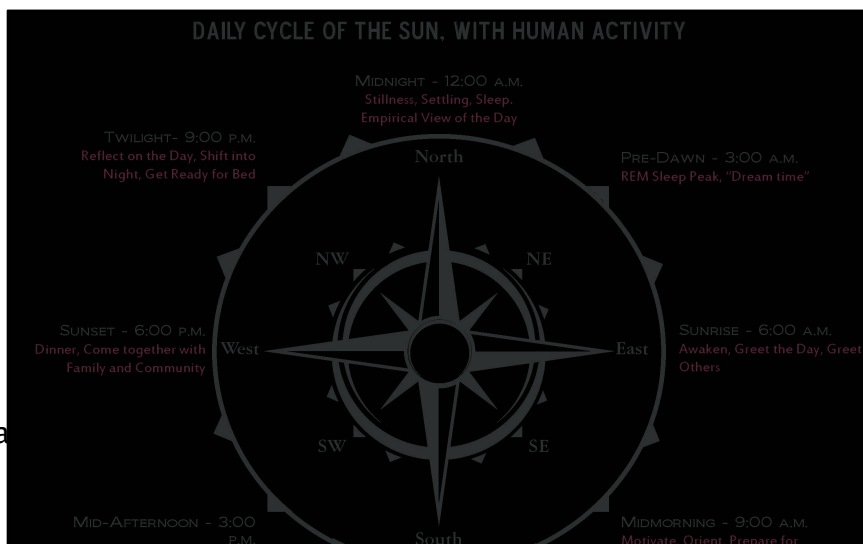 DAILY CYCLE OF THE SUN, WITH HUMAN ACTIVITY
MIDNIGHT - 12:00 A.M.
Stillness, Settling, Sleep.
Empirical View of the Day
TWILIGHT- 9:00 P.M.
Reflect on the Day, Shift into
Night, Get Ready for Bed
North
PRE-DAWN - 3:00 A.M.
REM Sleep Peak, "Dream time"
NW
NE
SUNSET - 6:00 P.M.
Dinner, Come together with
Family and Community
West
East
SUNRISE - 6:00 A.M.
Awaken, Greet the Day, Greet
Others
a
SW
SE
MID-AFTERNOON - 3:00
P.M.
South
MIDMORNING - 9:00 A.M.
Motivate, Orient, Prepare for